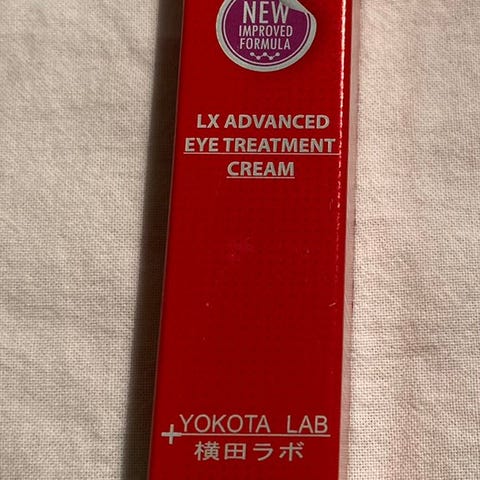 NEW
IMPROVED
FORMULA
LX ADVANCED
EYE TREATMENT
CREAM
YOKOTA LAB
横田ラボ